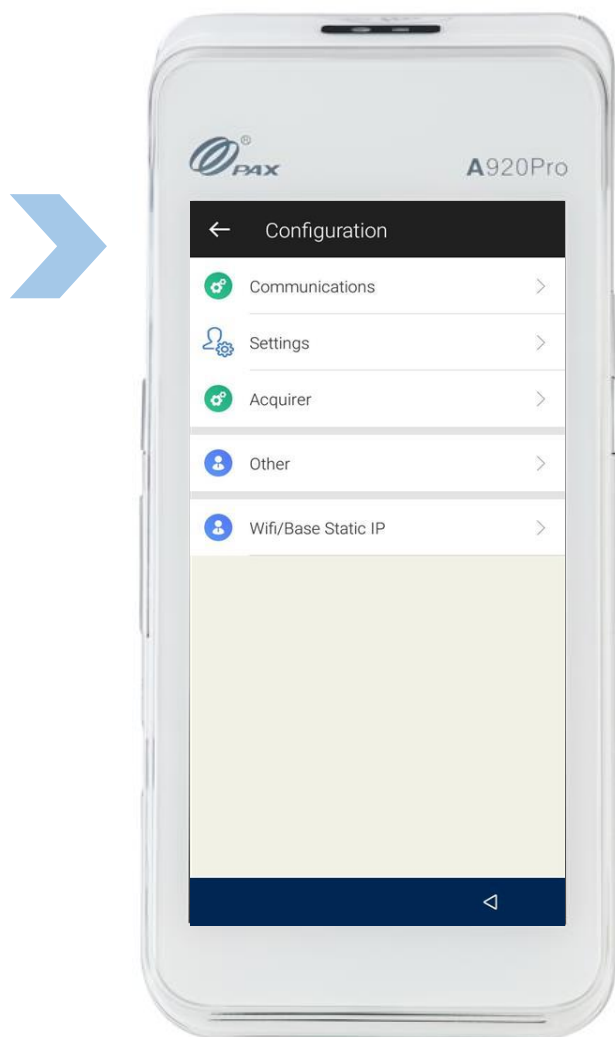 PAX®
A920Pro
Configuration
Communications
Settings
Acquirer
Other
Wifi/Base Static IP